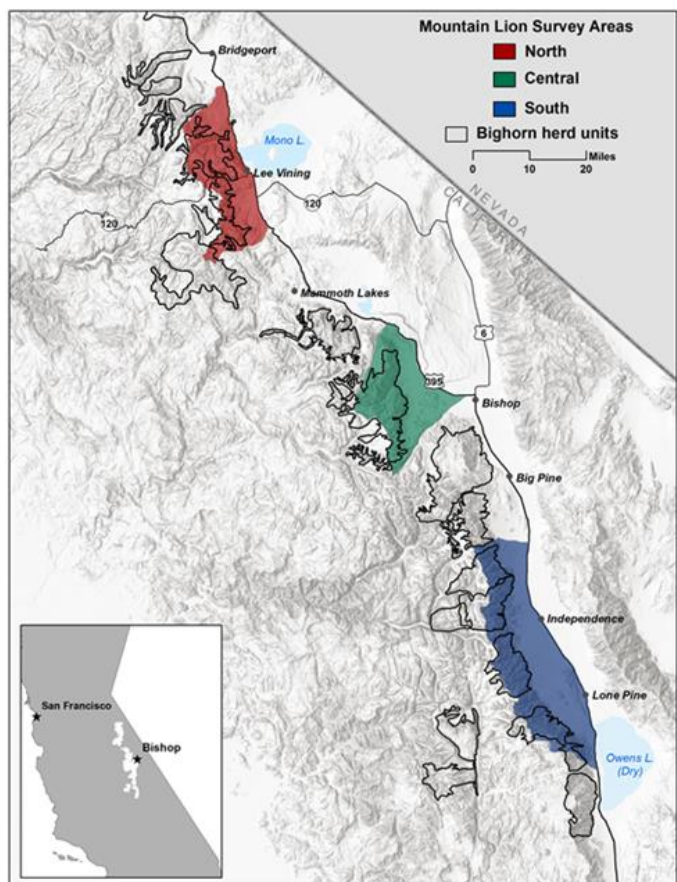 Mountain Lion Survey Areas
North
Central
South
Bighorn herd units
0 10 20 Miles
Bridgeport
Mono L.
Lee Vining
NEVADA
CALIFORNIA
120
120
Mammoth Lakes
6
395
Bishop
Big Pine
Independence
Lone Pine
Owens L.
(Dry)
San Francisco
Bishop